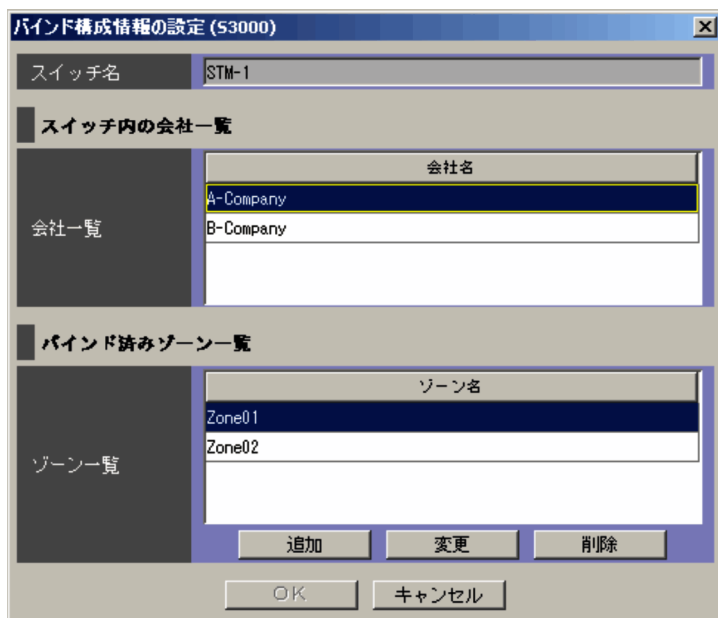 バインド構成情報の設定 (S3000)
スイッチ名 STM-1
スイッチ内の会社一覧
会社名
会社一覧
A-Company
B-Company
バインド済みゾーン一覧
ゾーン名
ゾーン一覧
Zone01
Zone02
追加 変更 削除
OK キャンセル